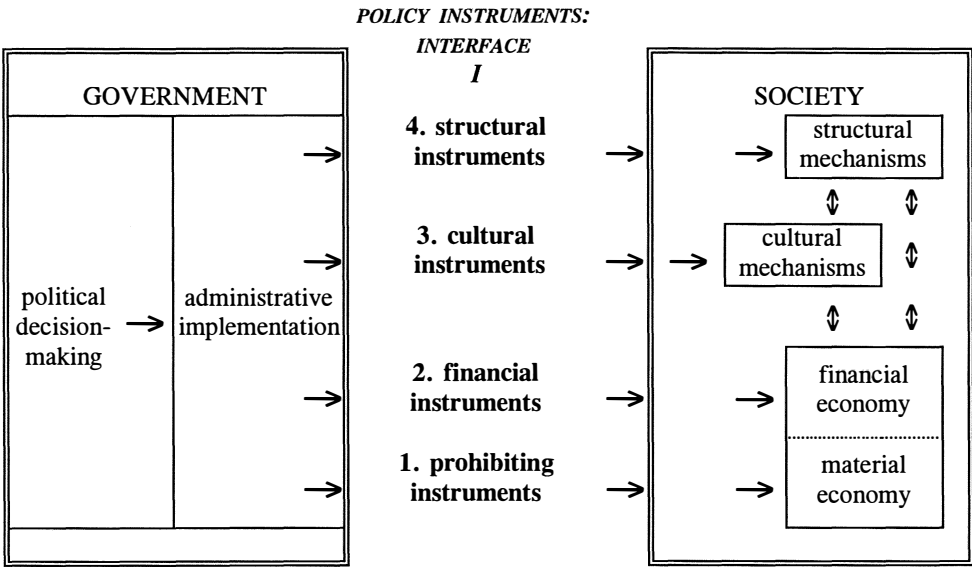 POLICY INSTRUMENTS:
INTERFACE
I
GOVERNMENT
political
decision-
making
administrative
implementation
4. structural
instruments
3. cultural
instruments
2. financial
instruments
1. prohibiting
instruments
SOCIETY
structural
mechanisms
cultural
mechanisms
financial
economy
material
economy